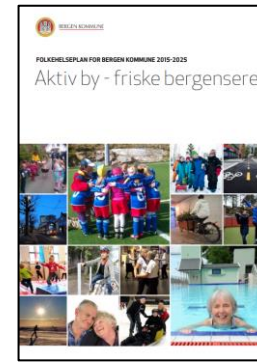 BERGEN KOMMUNE
FOLKEHELSEPLAN FOR BERGEN KOMMUNE 2015-2025
Aktiv by - friske bergensere